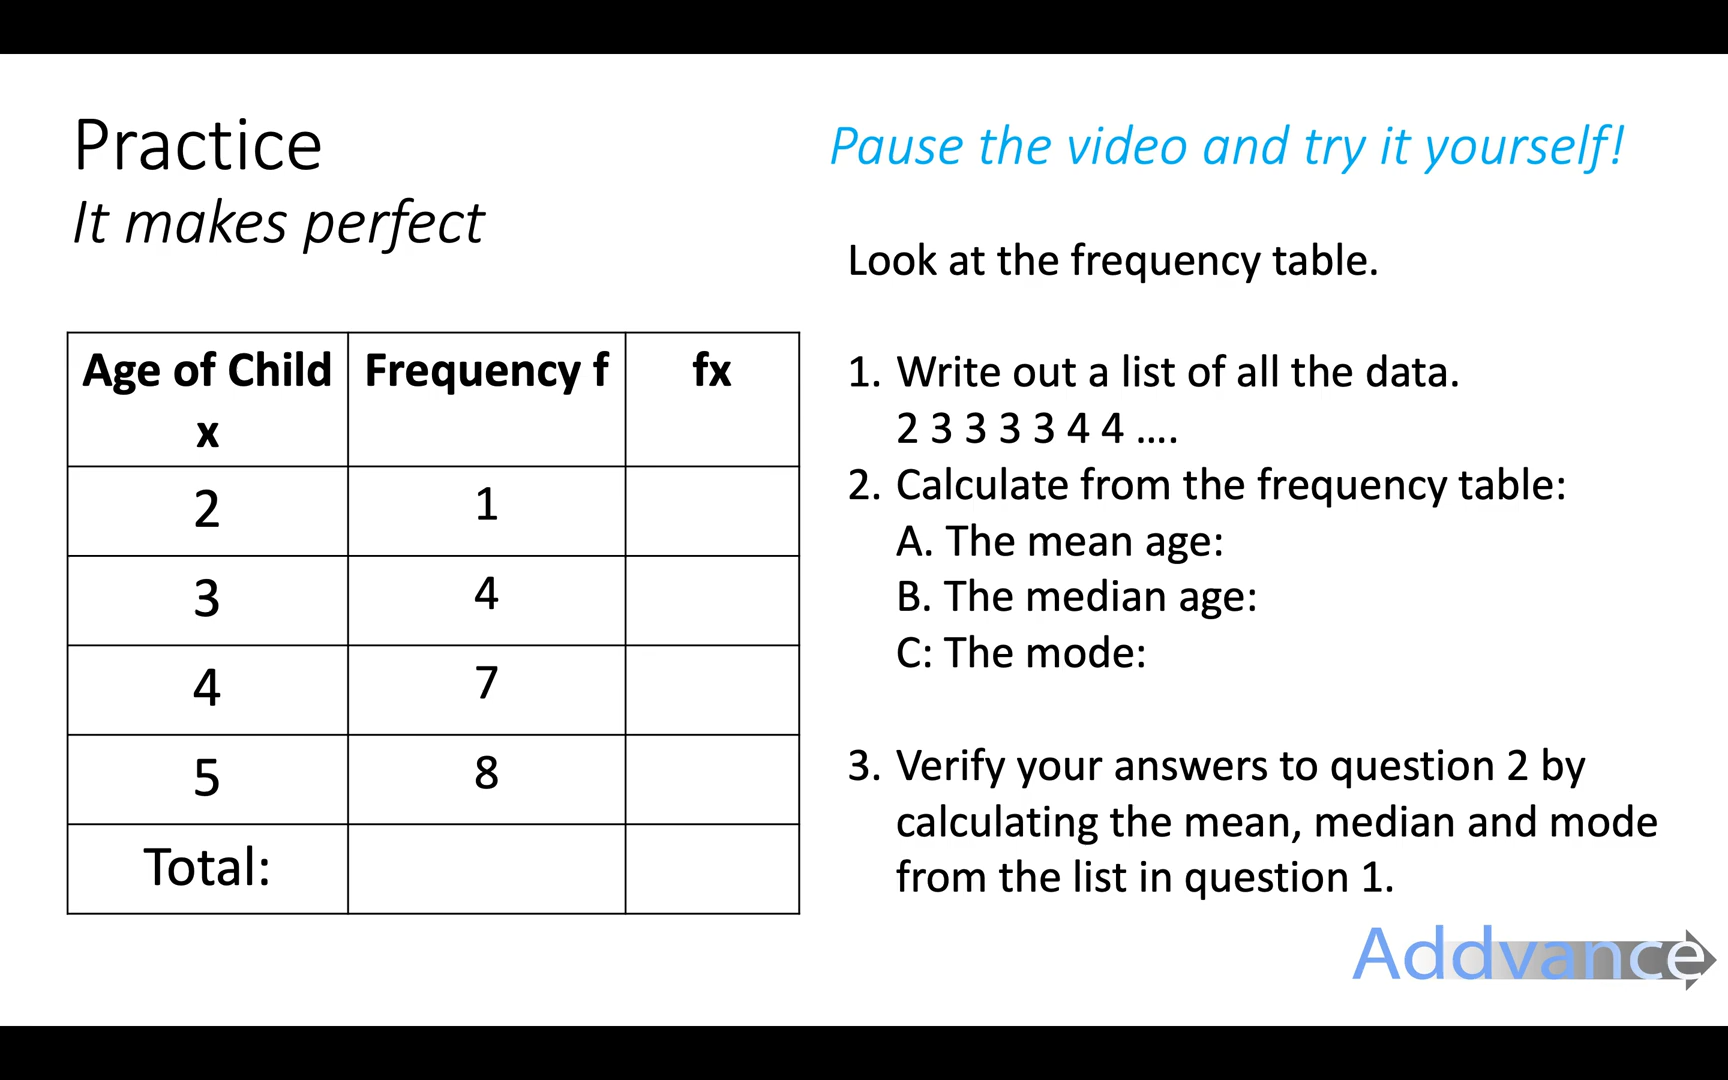 Practice
It makes perfect
Pause the video and try it yourself!
Look at the frequency table.
Age of Child x | Frequency f | fx
2 | 1
3 | 4
4 | 7
5 | 8
Total:
1. Write out a list of all the data.
2 3 3 3 3 4 4 ....
2. Calculate from the frequency table:
A. The mean age:
B. The median age:
C: The mode:
3. Verify your answers to question 2 by
calculating the mean, median and mode
from the list in question 1.
Addvance